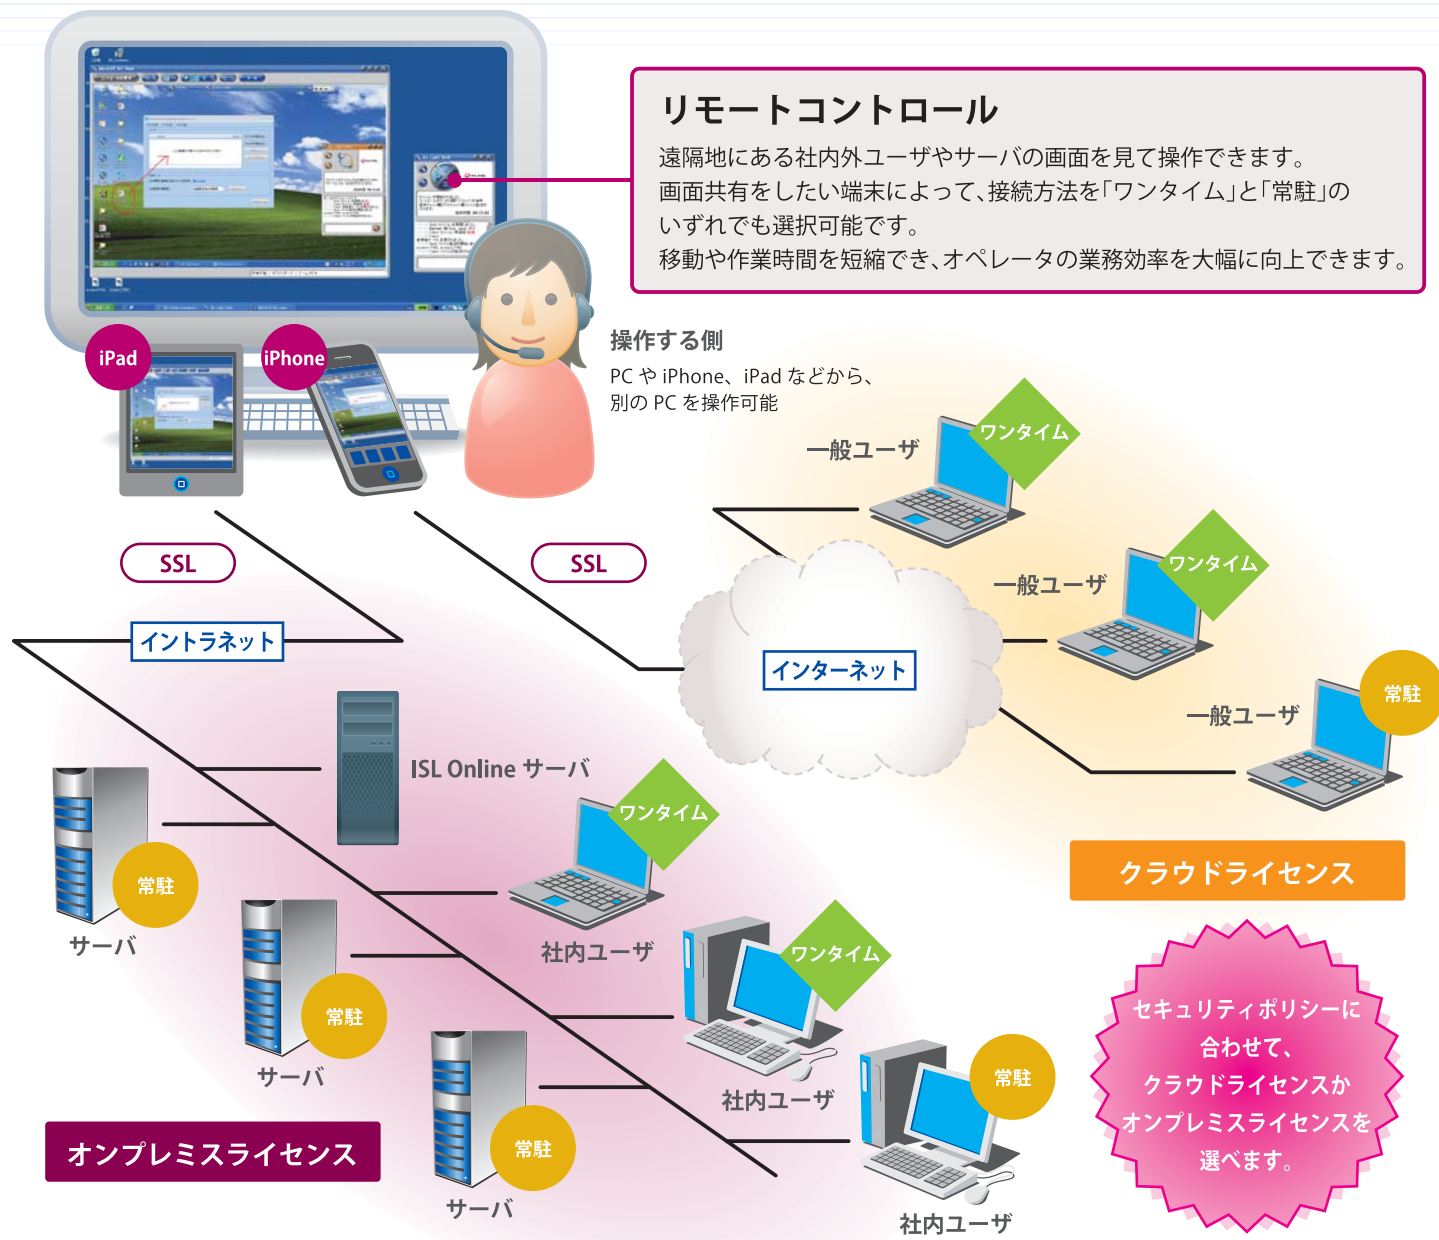 リモートコントロール
遠隔地にある社内外ユーザやサーバの画面を見て操作できます。
画面共有をしたい端末によって、接続方法を「ワンタイム」と「常駐」の
いずれでも選択可能です。
移動や作業時間を短縮でき、オペレータの業務効率を大幅に向上できます。
iPad
iPhone
操作する側
PC や iPhone、iPad などから、
別の PC を操作可能
ワンタイム
一般ユーザ
SSL
SSL
ワンタイム
一般ユーザ
イントラネット
インターネット
常駐
一般ユーザ
ISL Online サーバ
ワンタイム
常駐
サーバ
クラウドライセンス
社内ユーザ
ワンタイム
常駐
サーバ
社内ユーザ
常駐
セキュリティポリシーに
合わせて、
クラウドライセンスか
オンプレミスライセンスを
選べます。
オンプレミスライセンス
常駐
サーバ
社内ユーザ